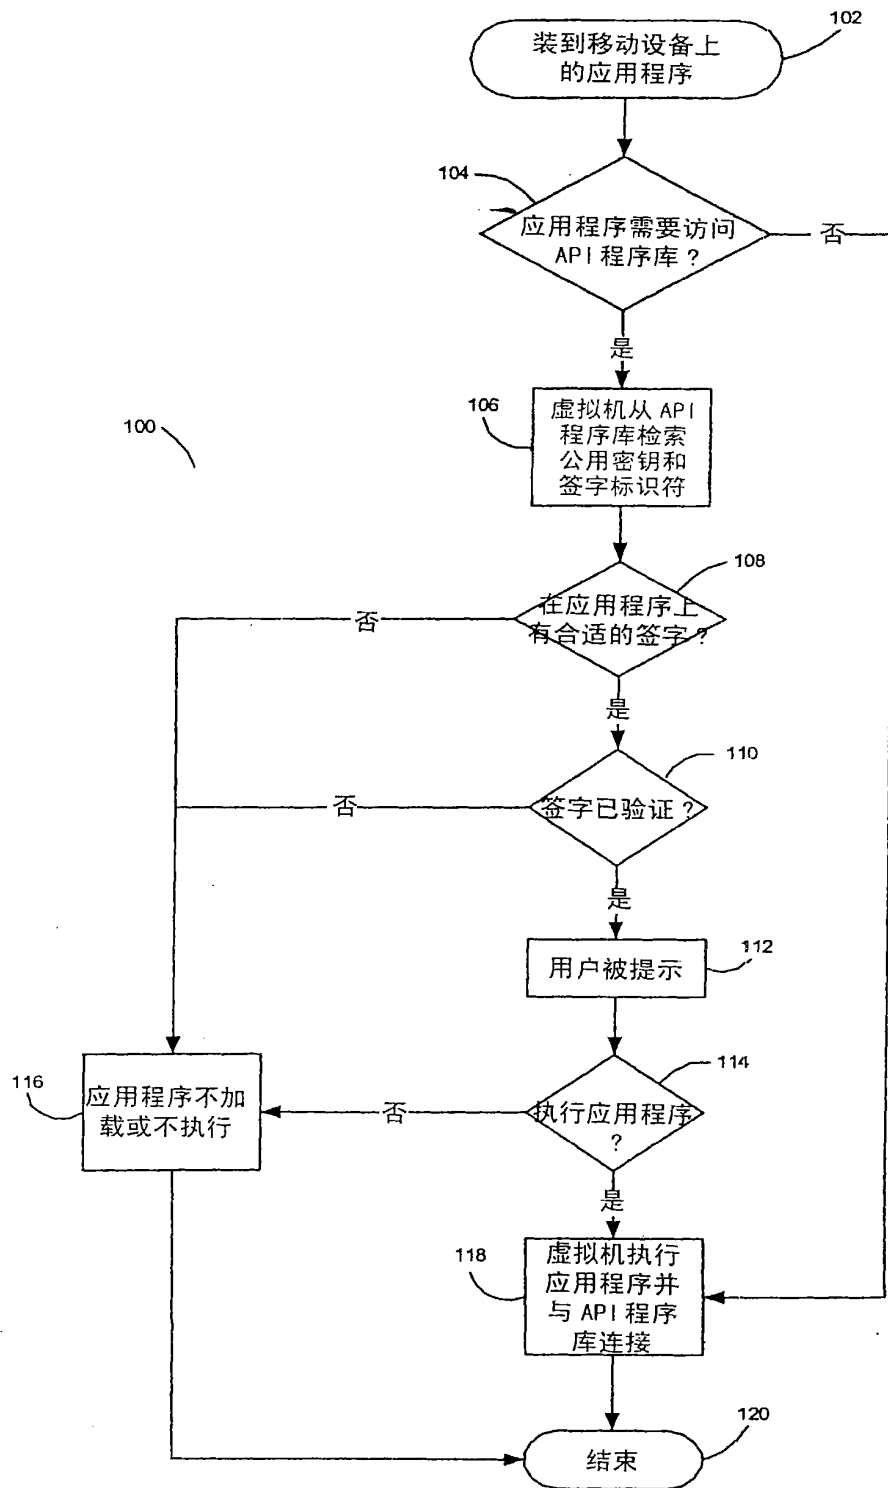 102
装到移动设备上
的应用程序
104
应用程序需要访问
API 程序库？
否
是
100
106
虚拟机从 API
程序库检索
公用密钥和
签字标识符
108
在应用程序上
有合适的签字？
否
是
110
签字已验证？
否
是
112
用户被提示
114
执行应用程序
？
否
116
应用程序不加
载或不执行
是
118
虚拟机执行
应用程序并
与 API 程序
库连接
120
结束